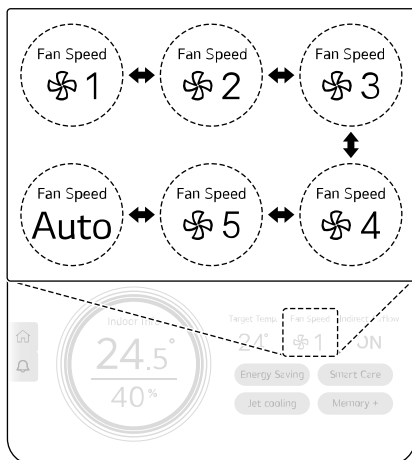 Fan Speed Fan Speed Fan Speed
1 2 3
Fan Speed Fan Speed Fan Speed
Auto 5 4
Target Temp. Fan Speed
24° 1 ON
24.5°
40%
Energy Saving Smart Care
Jet cooling Memory +